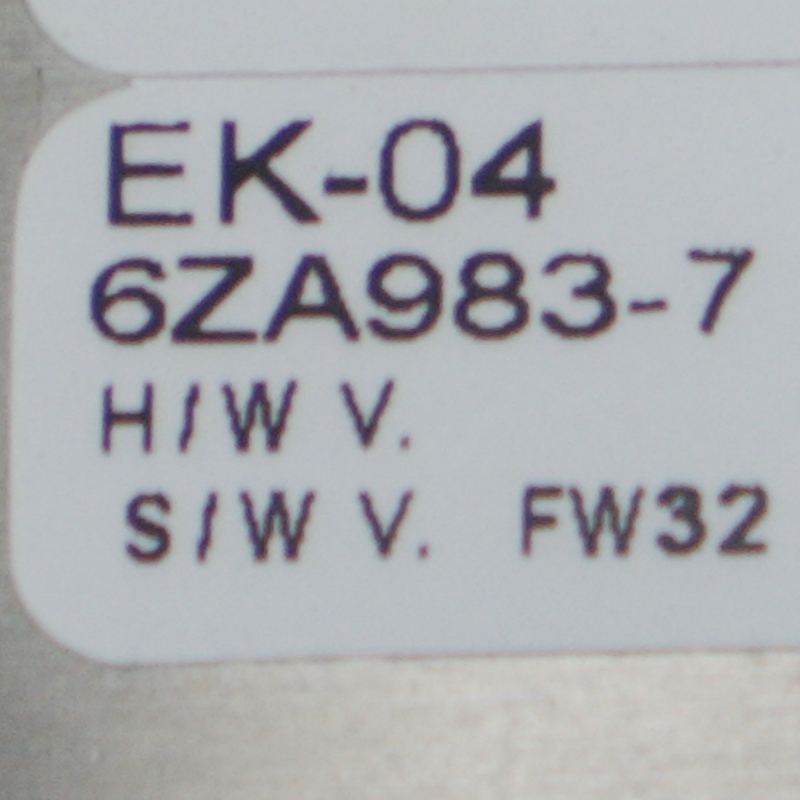 EK-04
6ZA983-7
H/W V.
S/W V. FW32